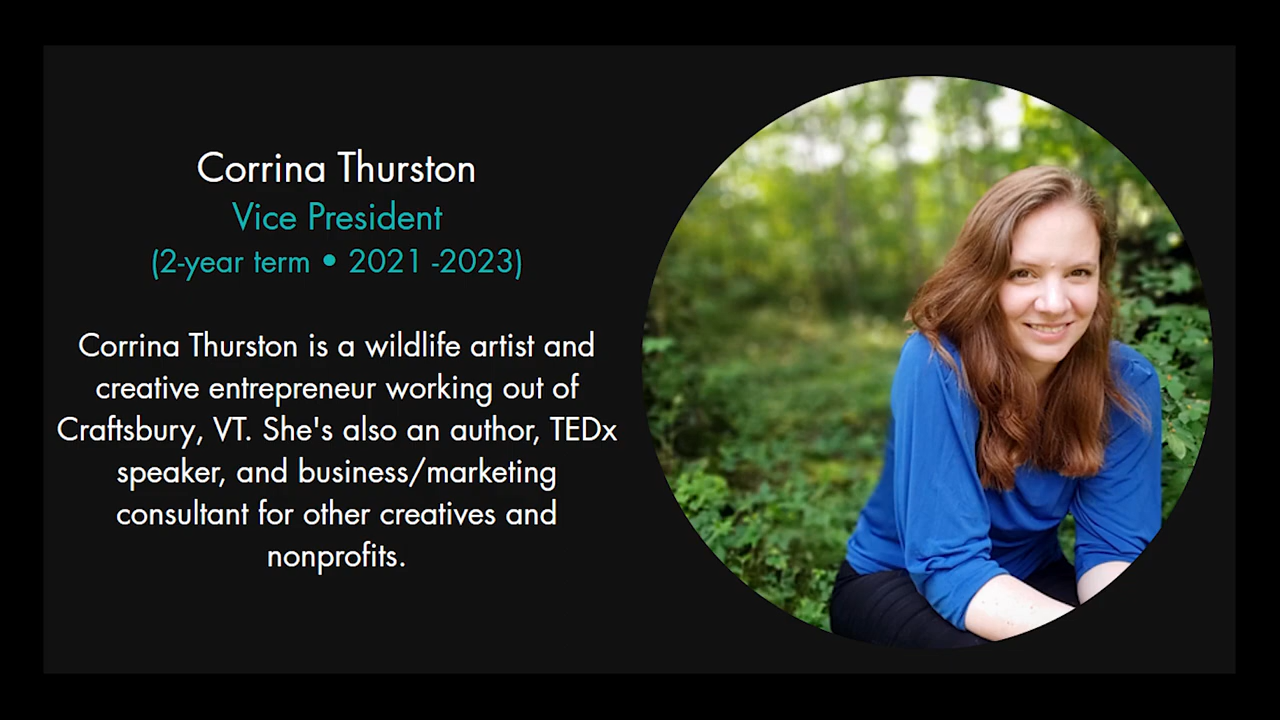 Corrina Thurston
Vice President
(2-year term • 2021 -2023)
Corrina Thurston is a wildlife artist and
creative entrepreneur working out of
Craftsbury, VT. She's also an author, TEDx
speaker, and business/marketing
consultant for other creatives and
nonprofits.